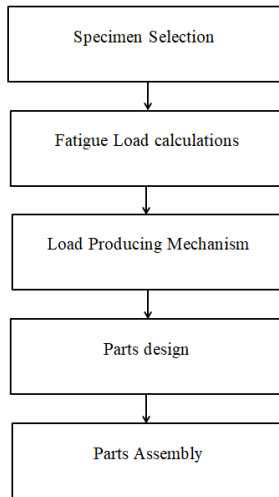 Specimen Selection
Fatigue Load calculations
Load Producing Mechanism
Parts design
Parts Assembly